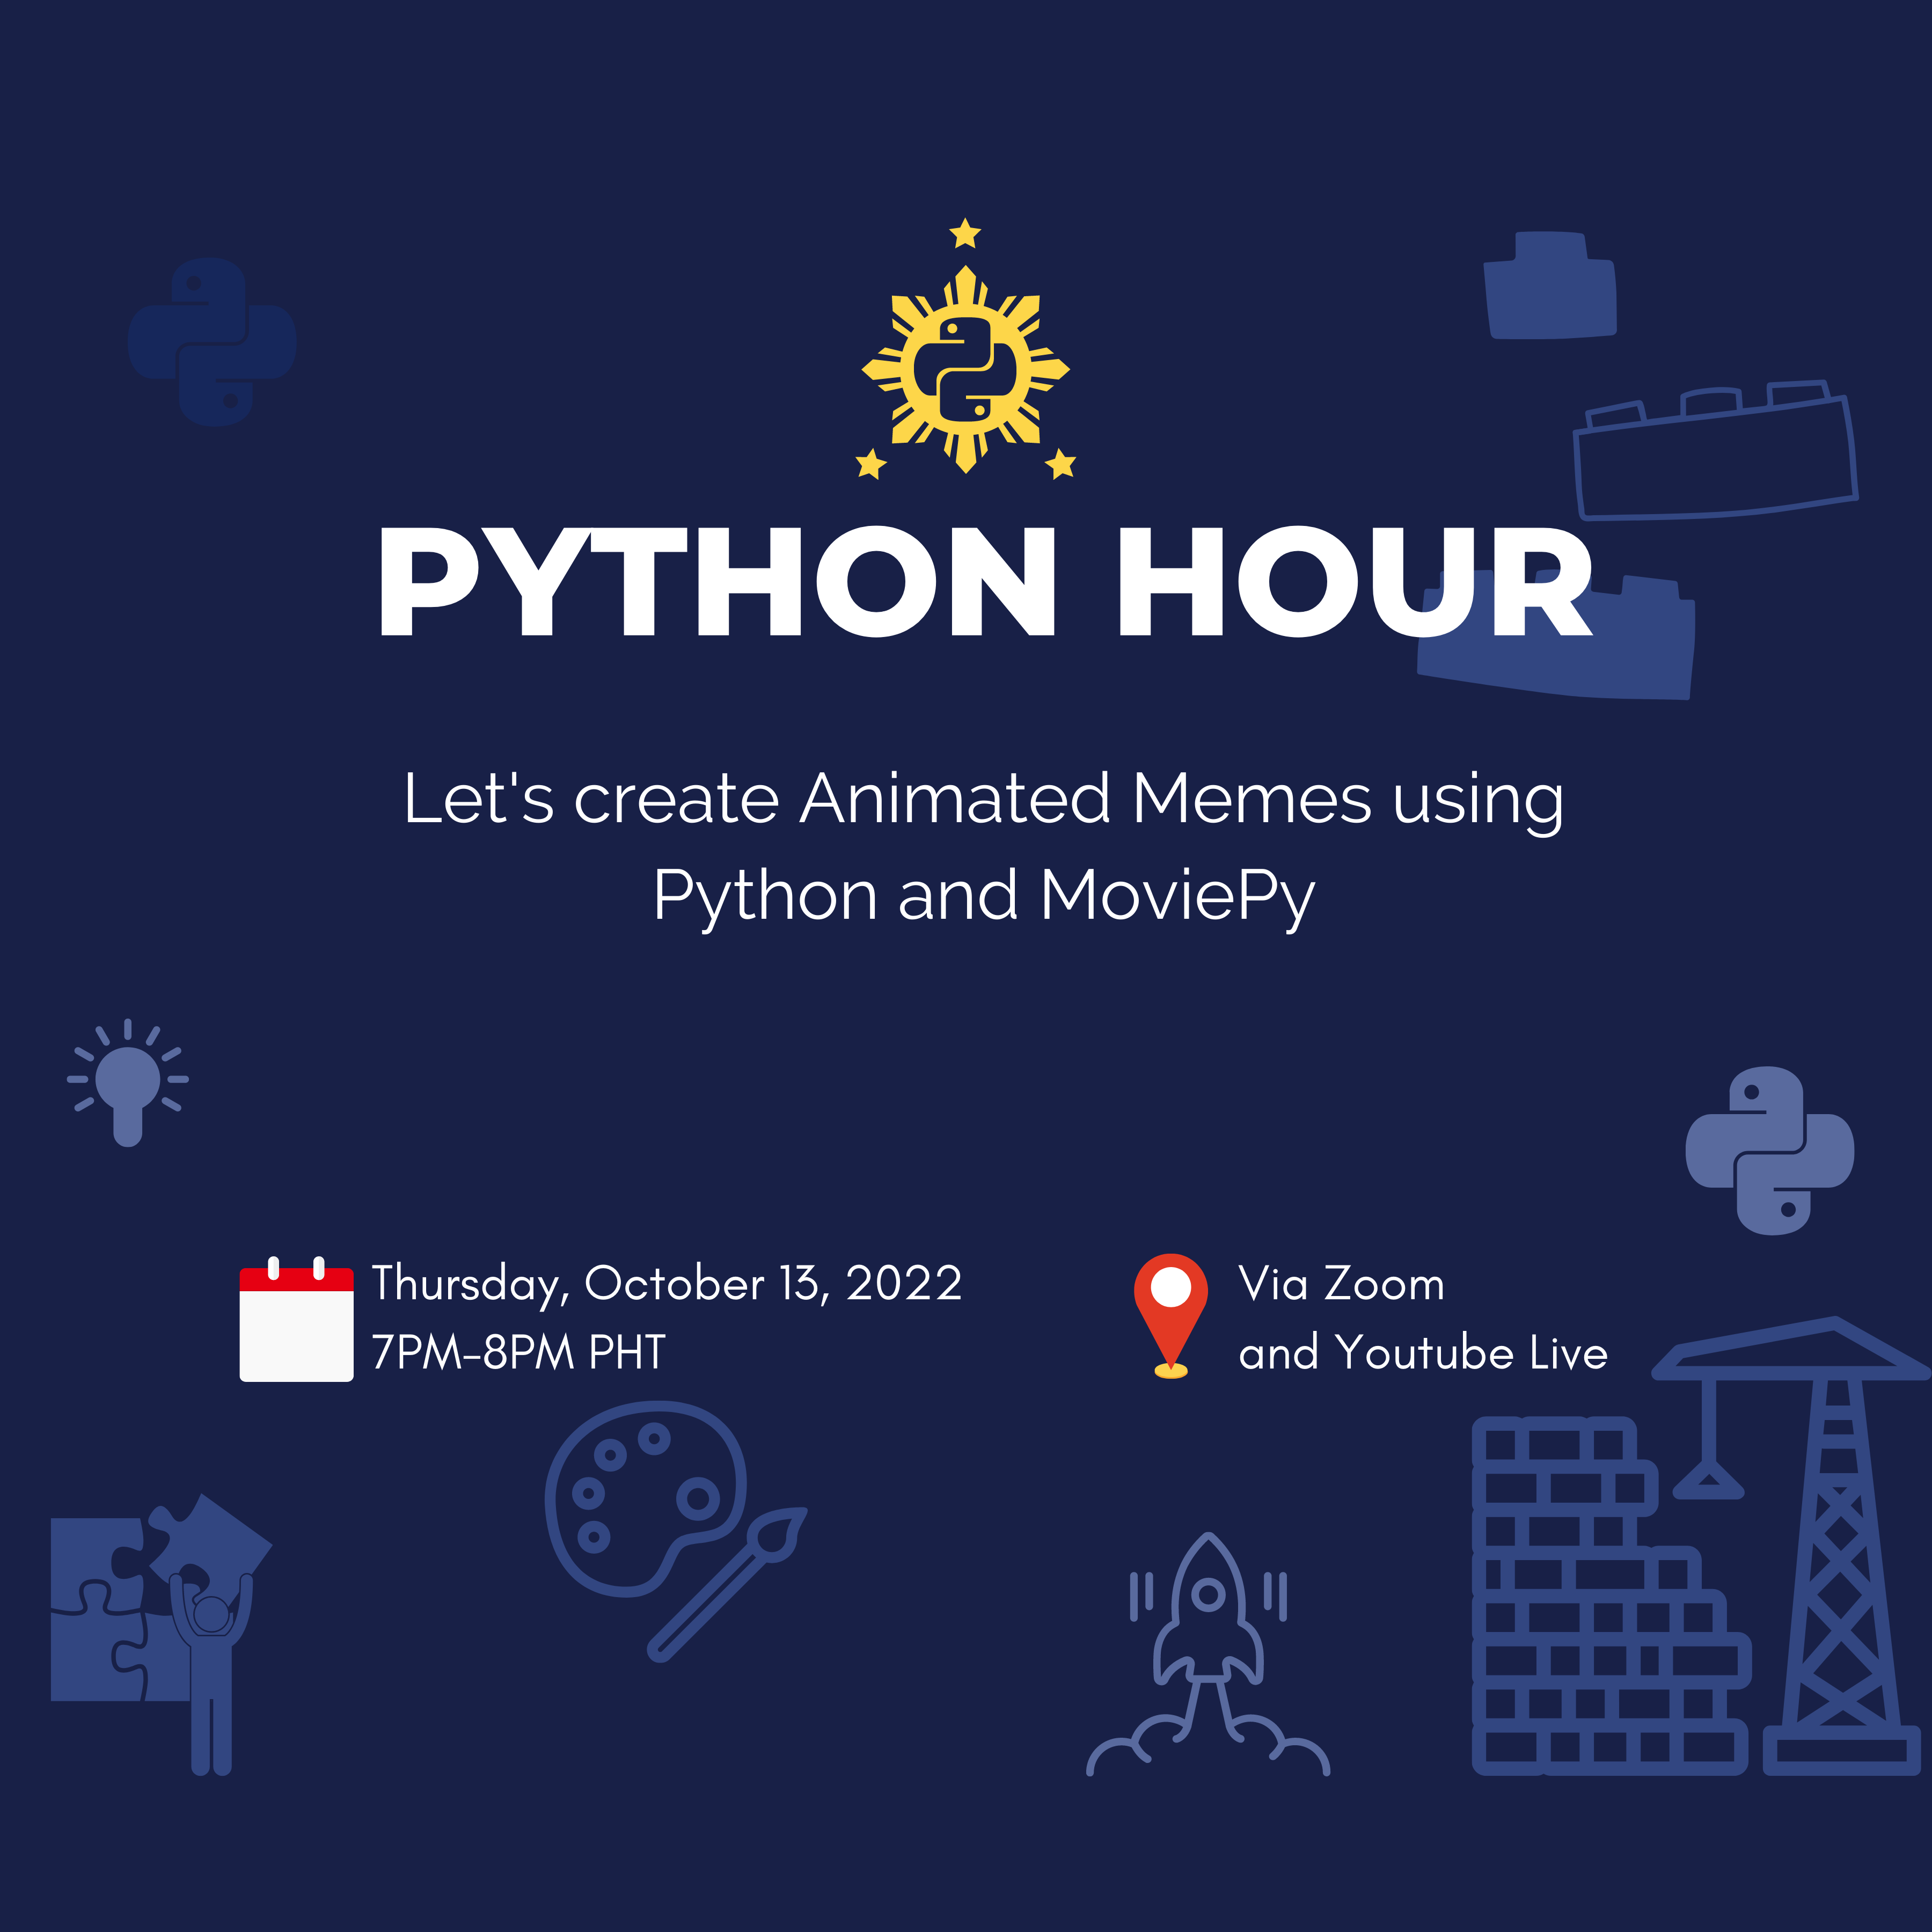 PYTHON HOUR
Let's create Animated Memes using
Python and MoviePy
Thursday, October 13, 2022
7PM-8PM PHT
Via Zoom
and Youtube Live